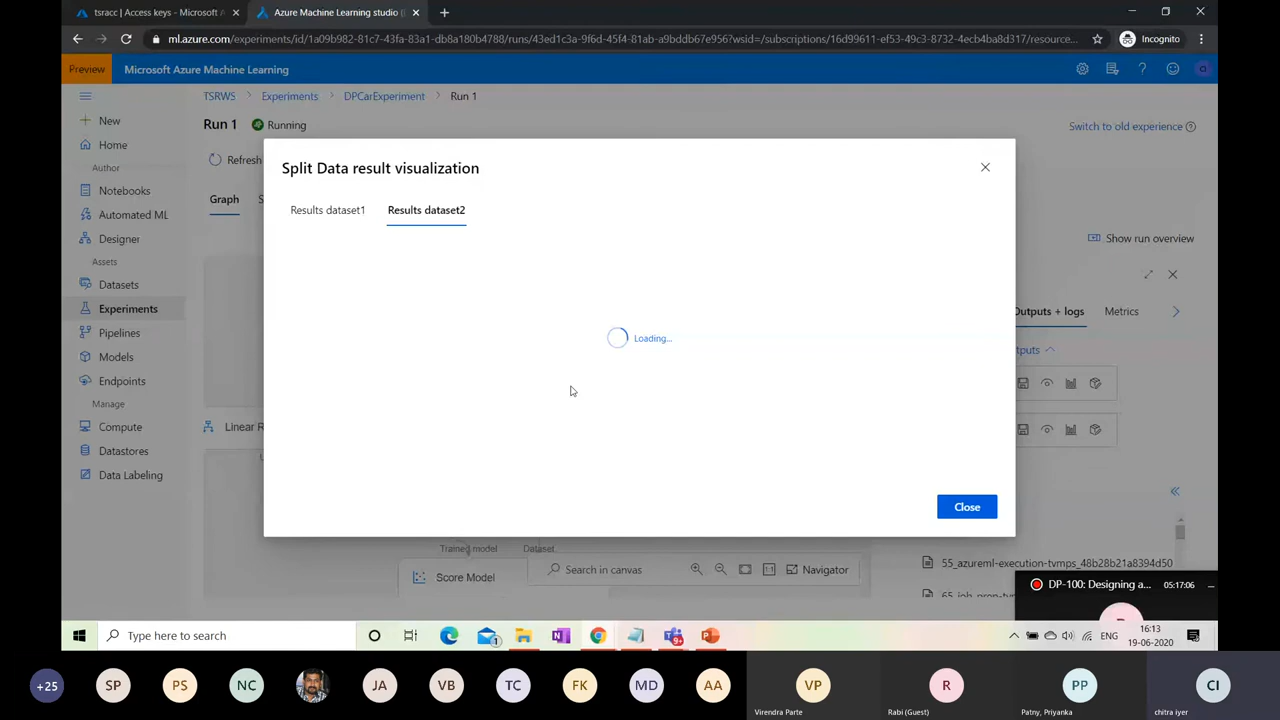 tsracc | Access keys - Microsoft A
Azure Machine Learning studio (
ml.azure.com/experiments/id/1a09b982-81c7-43fa-83a1-db8a180b4788/runs/43ed1c3a-9f6d-45f4-81ab-a9bddb67e956?wsid=/subscriptions/16d99611-ef53-49c3-8732-4ecb4ba8d317/resource...
Incognito
Preview
Microsoft Azure Machine Learning
TSRWS > Experiments > DPCarExperiment > Run 1
Run 1
Running
Switch to old experience
Refresh
Graph
Show run overview
New
Home
Author
Notebooks
Automated ML
Designer
Assets
Datasets
Experiments
Pipelines
Models
Endpoints
Manage
Compute
Datastores
Data Labeling
Split Data result visualization
Results dataset1
Results dataset2
Loading...
Close
Outputs + logs
Metrics
tputs
Linear R
Trained model
Dataset
Score Model
Search in canvas
Navigator
55_azureml-execution-tvmps_48b28b21a8394d50
DP-100: Designing a...
05:17:06
Type here to search
1
9+
ENG
16:13
19-06-2020
+25
SP
PS
NC
JA
VB
TC
FK
MD
AA
VP
Virendra Parte
R
Rabi (Guest)
PP
Patny, Priyanka
CI
chitra iyer